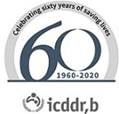 Celebrating sixty years of saving lives
60
1960-2020
icddr,b